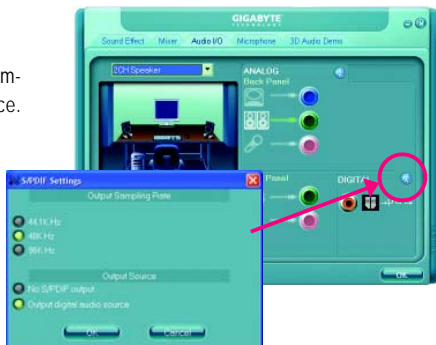 GIGABYTE
Sound Effect Mixer Audio I/O Microphone 3D Audio Demo
2CH Speaker
ANALOG
Back Panel
m-
ce.
Panel
DIGITAL
S/PDIF Settings
Output Sampling Rate
44.1K Hz
48K Hz
96K Hz
Output Source
No S/PDIF output
Output digital audio source
OK
Cancel
OK